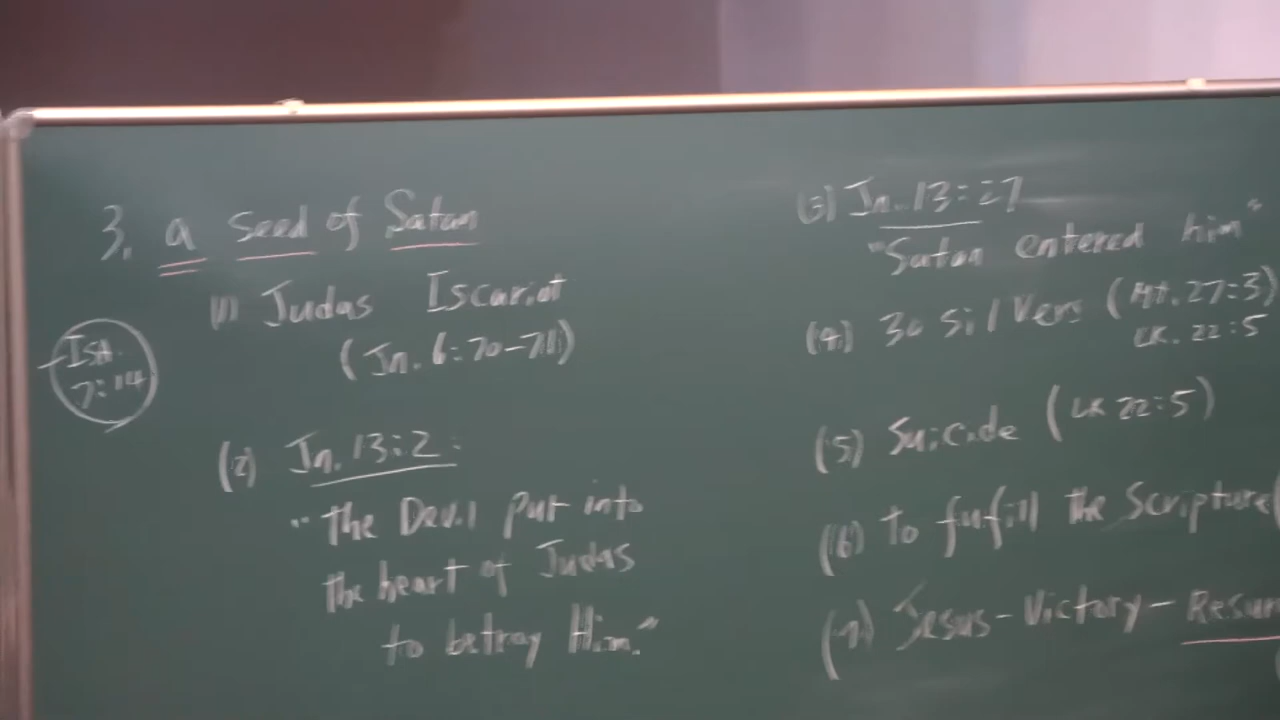 3. a seed of Satan
(1) Judas Iscariot
(Jn. 6:70-71)
ISA.
7:14
(2) Jn. 13:2:
"the Devil put into
the heart of Judas
to betray Him."
(3) Jn. 13:27
"Satan entered him"
(4) 30 silvers (Mt. 27:3)
LK. 22:5
(5) Suicide (LK 22:5)
(6) To fufill the Scripture
(7) Jesus-Victory-Resur